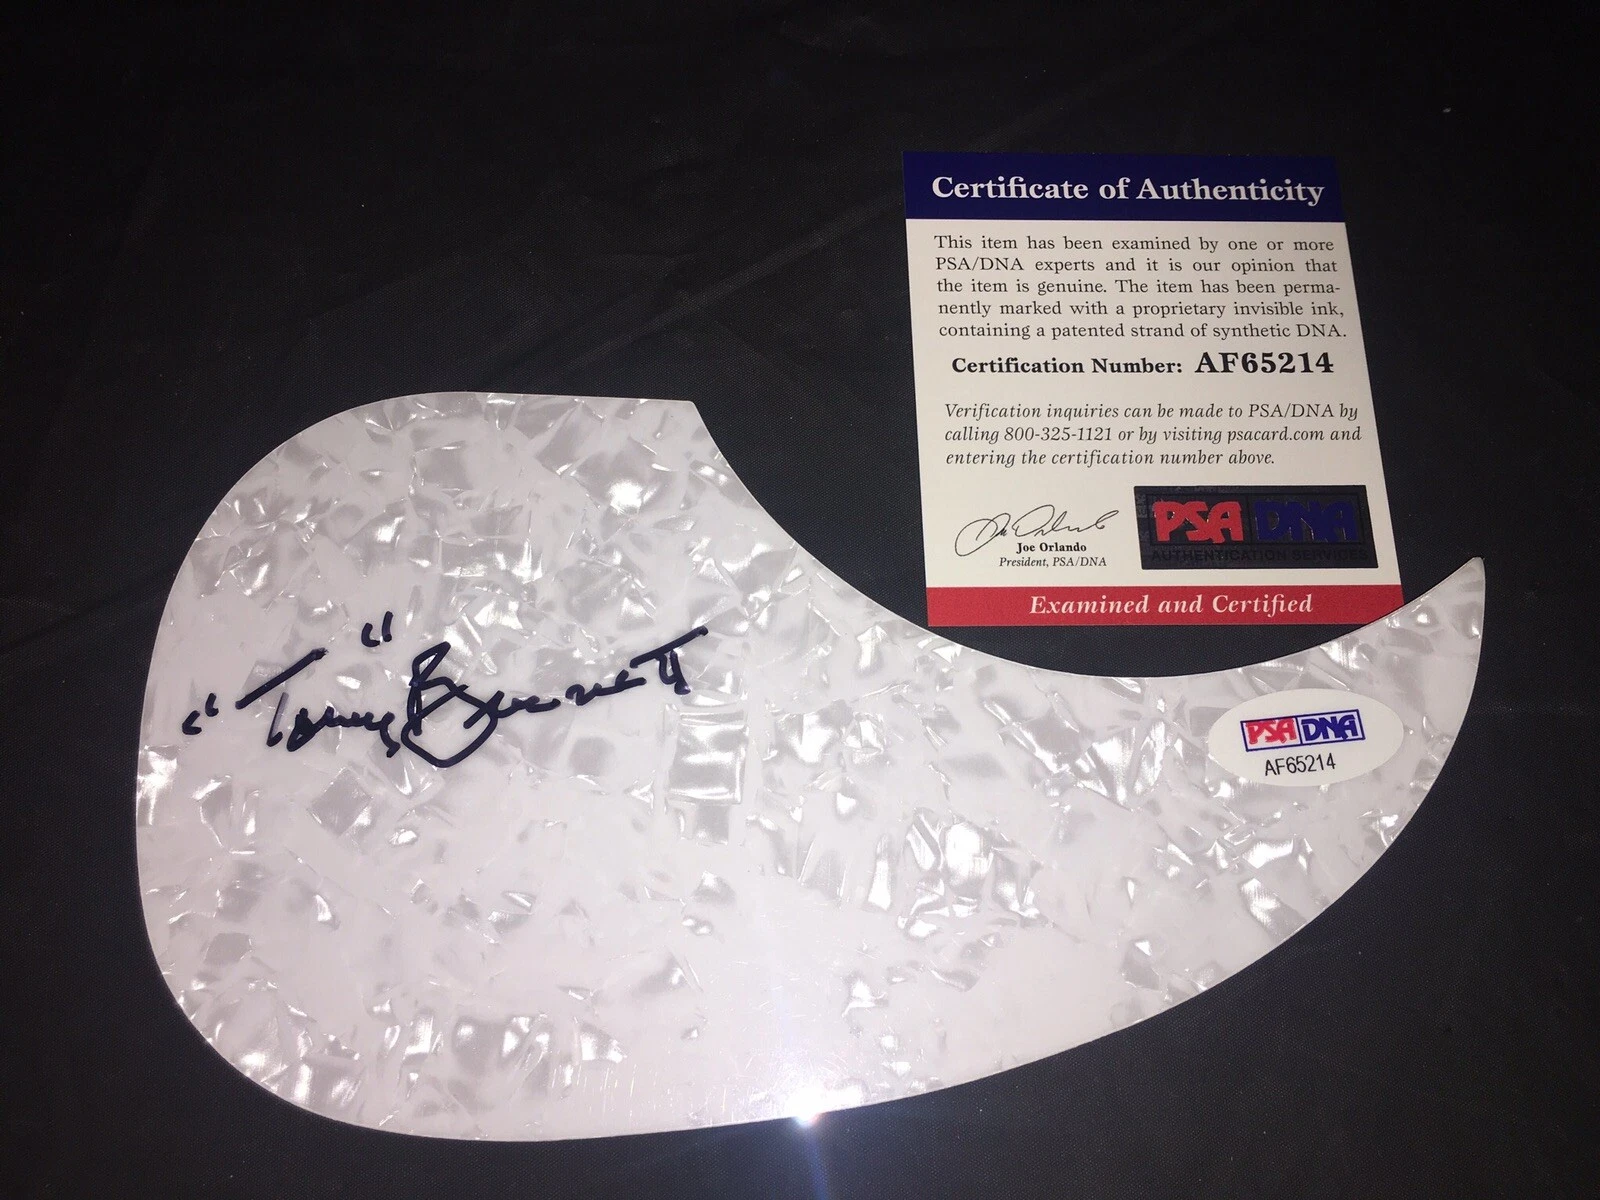 Certificate of Authenticity
This item has been examined by one or more
PSA/DNA experts and it is our opinion that
the item is genuine. The item has been perma-
nently marked with a proprietary invisible ink,
containing a patented strand of synthetic DNA.
Certification Number: AF65214
Verification inquiries can be made to PSA/DNA by
calling 800-325-1121 or by visiting psacard.com and
entering the certification number above.
Joe Orlando
President, PSA/DNA
PSA DNA
AUTHENTICATION SERVICES
Examined and Certified
"Tony" Bennett
PSA DNA
AF65214